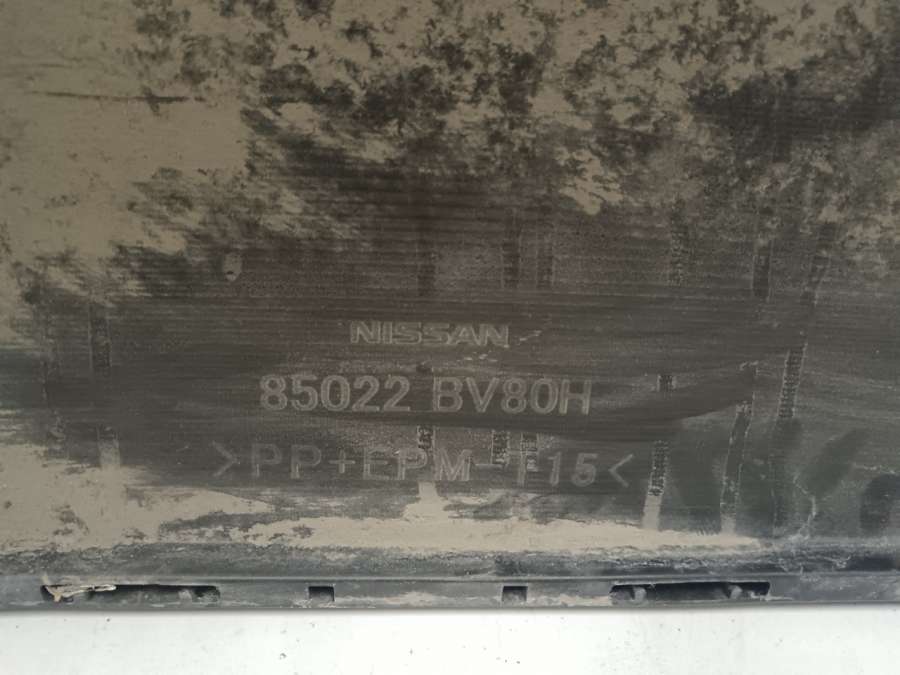 NISSAN
85022 BV80H
>PP+EPM-T15<